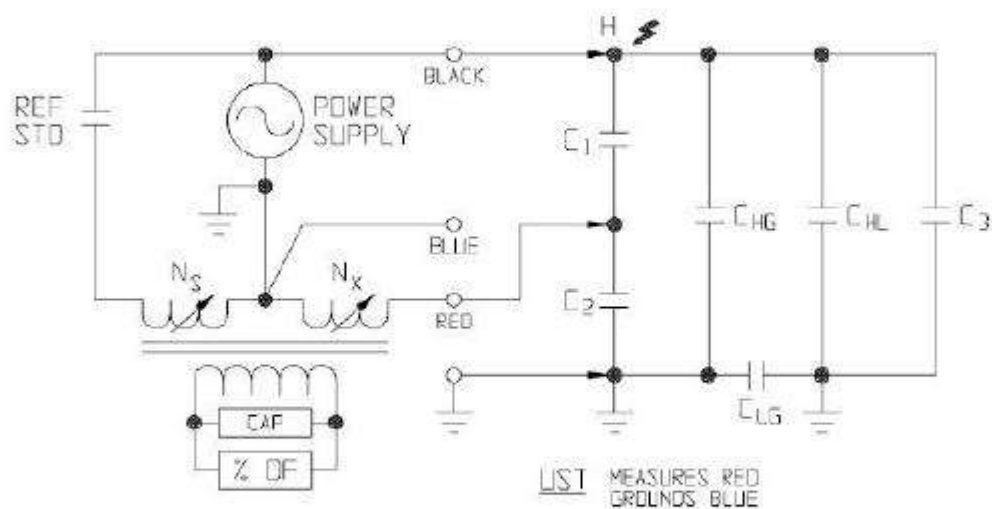 H
BLACK
REF
STD
POWER
SUPPLY
C1
CHG
CHL
C3
BLUE
NS
NX
C2
RED
CLG
CAP
% DF
UST MEASURES RED
GROUNDS BLUE